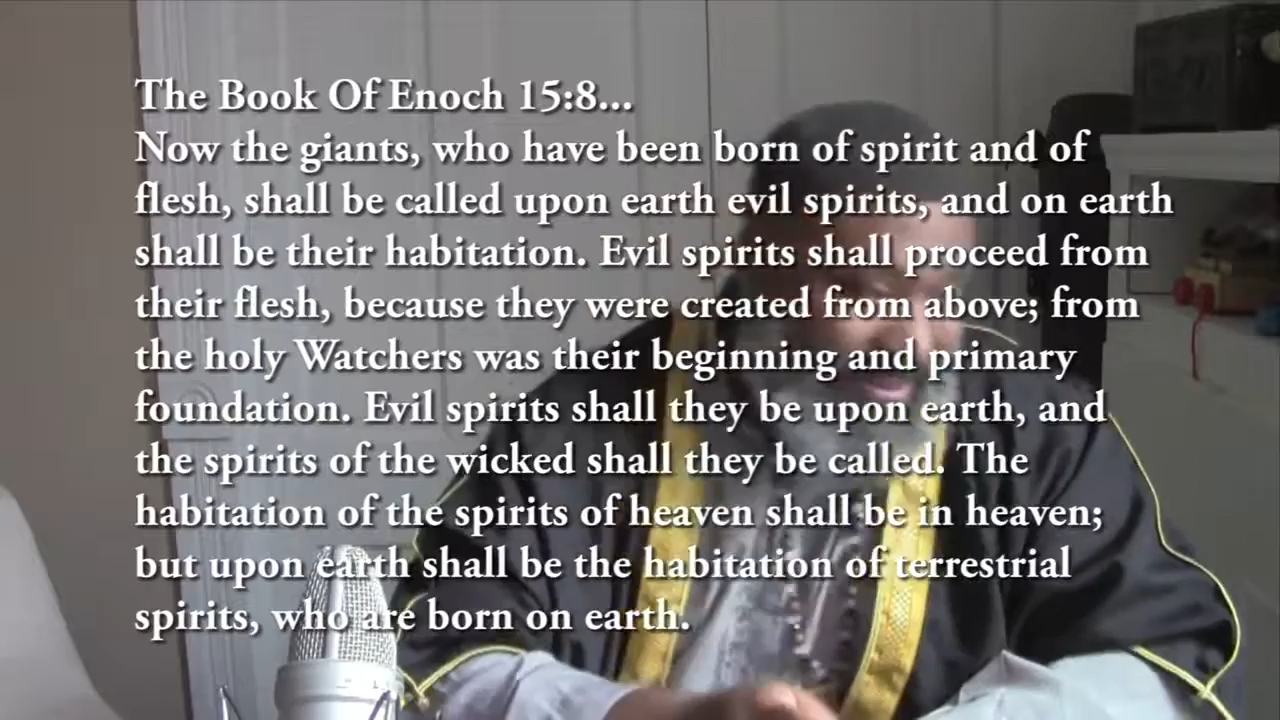 The Book Of Enoch 15:8...
Now the giants, who have been born of spirit and of
flesh, shall be called upon earth evil spirits, and on earth
shall be their habitation. Evil spirits shall proceed from
their flesh, because they were created from above; from
the holy Watchers was their beginning and primary
foundation. Evil spirits shall they be upon earth, and
the spirits of the wicked shall they be called. The
habitation of the spirits of heaven shall be in heaven;
but upon earth shall be the habitation of terrestrial
spirits, who are born on earth.